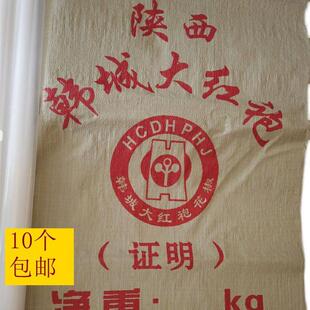 陕西
韩城大红袍
HCDHPHJ
韩城大红袍花椒
（证明）
净重： kg
10个
包邮